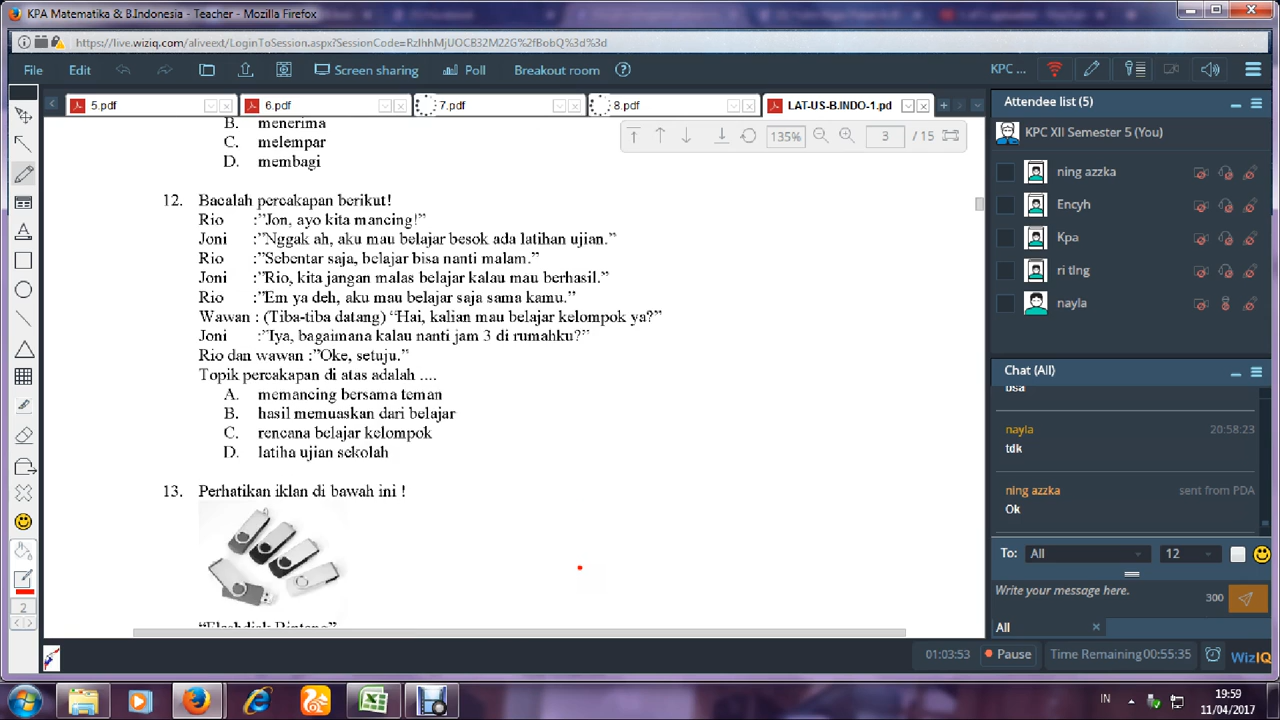 KPA Matematika & B.Indonesia - Teacher - Mozilla Firefox
https://live.wiziq.com/aliveext/LoginToSession.aspx?SessionCode=RzIhhMjUOCB32M22G%2fBobQ%3d%3d
File Edit Screen sharing Poll Breakout room KPC ...
5.pdf 6.pdf 7.pdf 8.pdf LAT-US-B.INDO-1.pd
135% 3 / 15
B. menerima
C. melempar
D. membagi
12. Bacalah percakapan berikut!
Rio :”Jon, ayo kita mancing!”
Joni :”Nggak ah, aku mau belajar besok ada latihan ujian.”
Rio :”Sebentar saja, belajar bisa nanti malam.”
Joni :”Rio, kita jangan malas belajar kalau mau berhasil.”
Rio :”Em ya deh, aku mau belajar saja sama kamu.”
Wawan : (Tiba-tiba datang) “Hai, kalian mau belajar kelompok ya?”
Joni :”Iya, bagaimana kalau nanti jam 3 di rumahku?”
Rio dan wawan :”Oke, setuju.”
Topik percakapan di atas adalah ....
A. memancing bersama teman
B. hasil memuaskan dari belajar
C. rencana belajar kelompok
D. latiha ujian sekolah
13. Perhatikan iklan di bawah ini !
“Flashdisk Bintang”
2
Attendee list (5)
KPC XII Semester 5 (You)
ning azzka
Encyh
Kpa
ri tlng
nayla
Chat (All)
bsa
nayla 20:58:23
tdk
ning azzka sent from PDA
Ok
To: All 12
Write your message here. 300
All
01:03:53 Pause Time Remaining 00:55:35 WizIQ
IN 19:59
11/04/2017